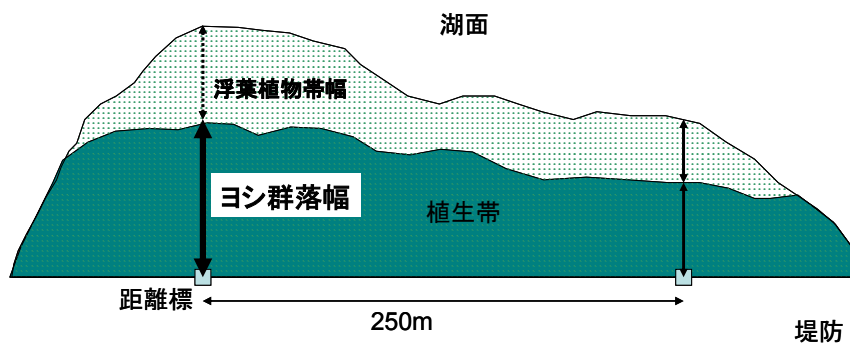 湖面
浮葉植物帯幅
ヨシ群落幅
植生帯
距離標
250m
堤防